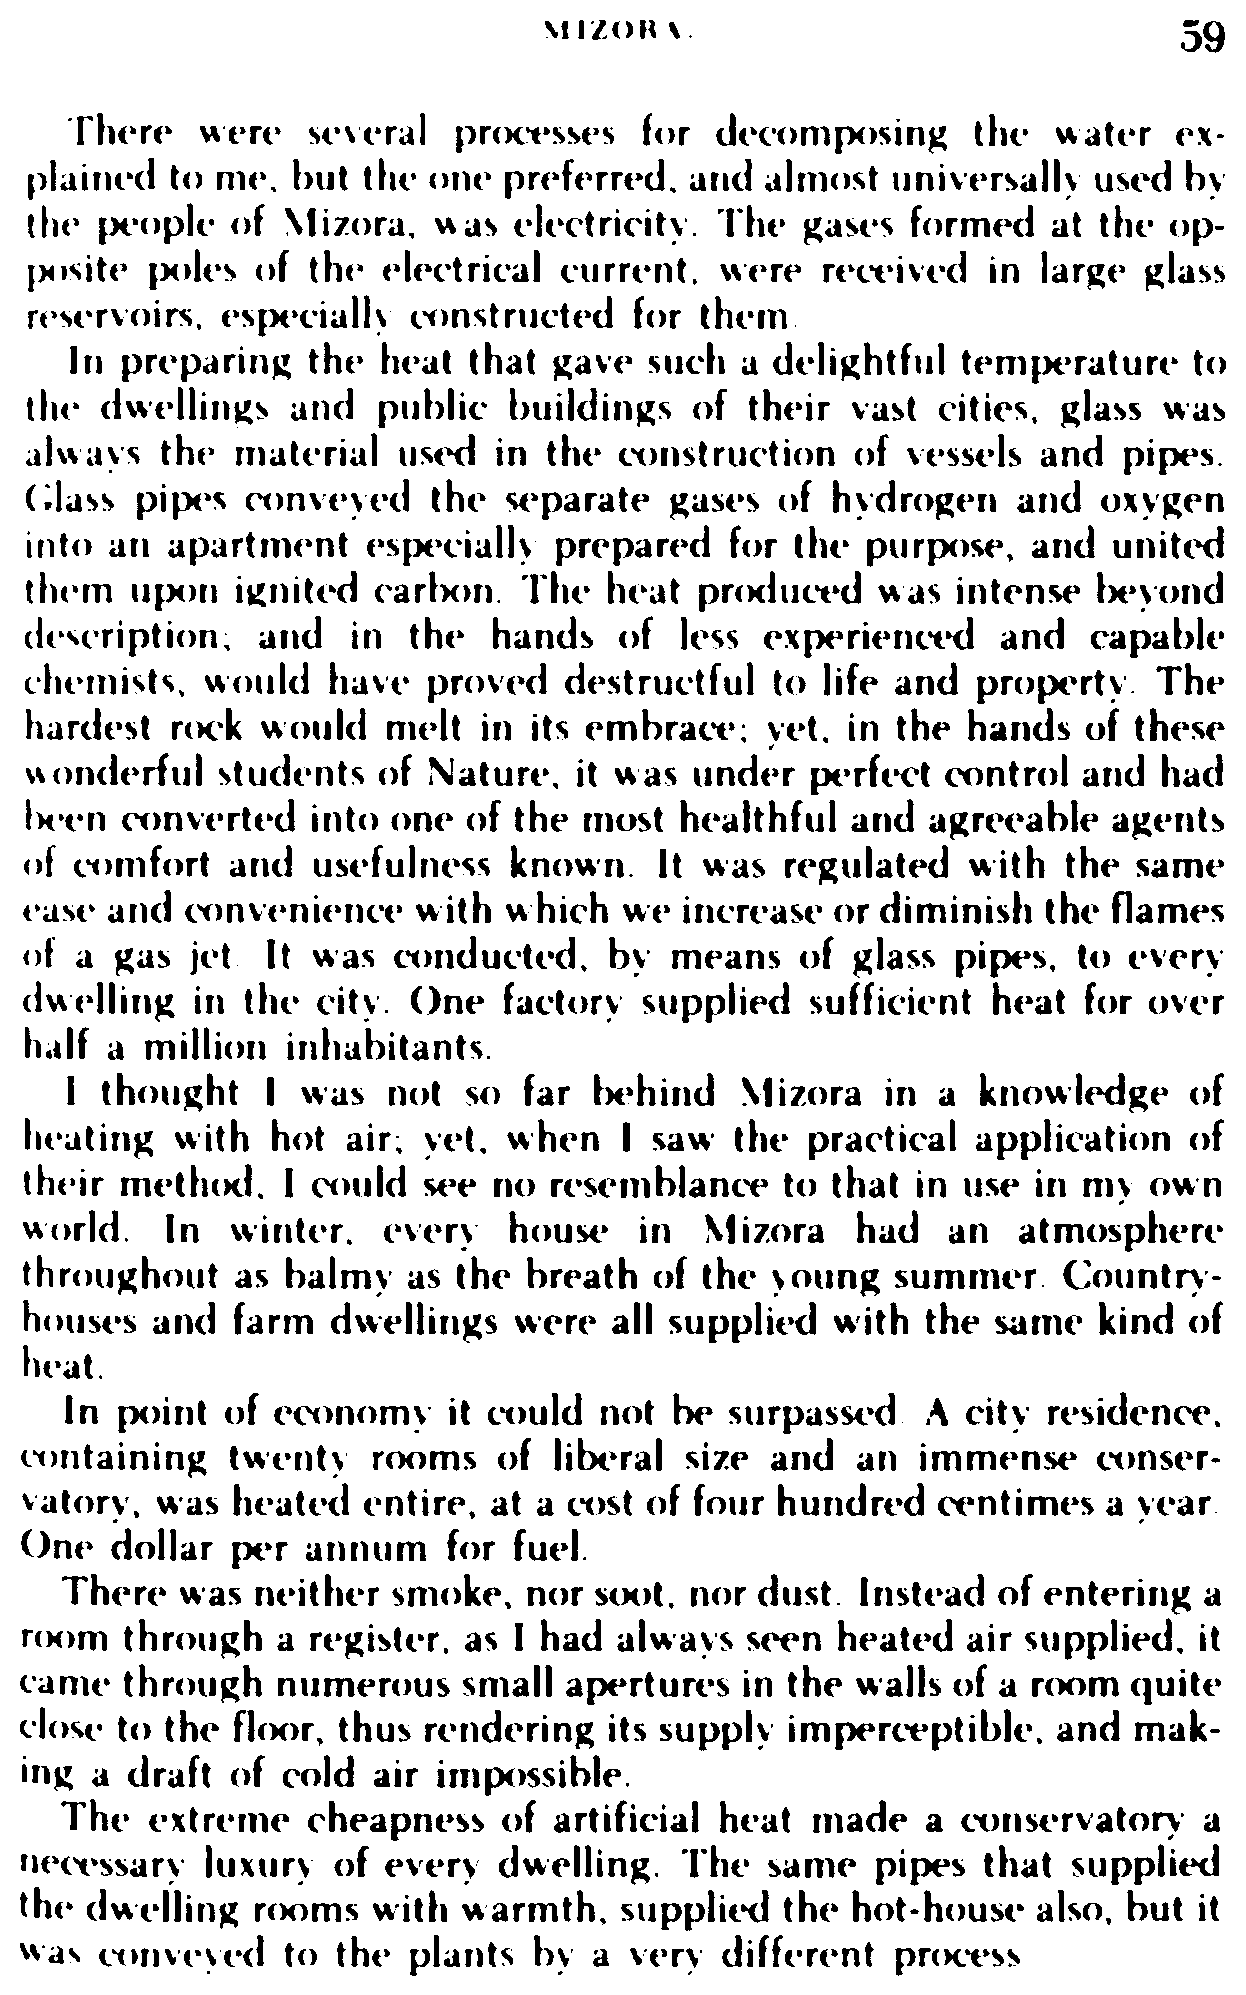 MIZORA. 59
There were several processes for decomposing the water ex-
plained to me, but the one preferred, and almost universally used by
the people of Mizora, was electricity. The gases formed at the op-
posite poles of the electrical current, were received in large glass
reservoirs, especially constructed for them.
In preparing the heat that gave such a delightful temperature to
the dwellings and public buildings of their vast cities, glass was
always the material used in the construction of vessels and pipes.
Glass pipes conveyed the separate gases of hydrogen and oxygen
into an apartment especially prepared for the purpose, and united
them upon ignited carbon. The heat produced was intense beyond
description; and in the hands of less experienced and capable
chemists, would have proved destructful to life and property. The
hardest rock would melt in its embrace; yet, in the hands of these
wonderful students of Nature, it was under perfect control and had
been converted into one of the most healthful and agreeable agents
of comfort and usefulness known. It was regulated with the same
ease and convenience with which we increase or diminish the flames
of a gas jet. It was conducted, by means of glass pipes, to every
dwelling in the city. One factory supplied sufficient heat for over
half a million inhabitants.
I thought I was not so far behind Mizora in a knowledge of
heating with hot air; yet, when I saw the practical application of
their method, I could see no resemblance to that in use in my own
world. In winter, every house in Mizora had an atmosphere
throughout as balmy as the breath of the young summer. Country-
houses and farm dwellings were all supplied with the same kind of
heat.
In point of economy it could not be surpassed. A city residence,
containing twenty rooms of liberal size and an immense conser-
vatory, was heated entire, at a cost of four hundred centimes a year.
One dollar per annum for fuel.
There was neither smoke, nor soot, nor dust. Instead of entering a
room through a register, as I had always seen heated air supplied, it
came through numerous small apertures in the walls of a room quite
close to the floor, thus rendering its supply imperceptible, and mak-
ing a draft of cold air impossible.
The extreme cheapness of artificial heat made a conservatory a
necessary luxury of every dwelling. The same pipes that supplied
the dwelling rooms with warmth, supplied the hot-house also, but it
was conveyed to the plants by a very different process